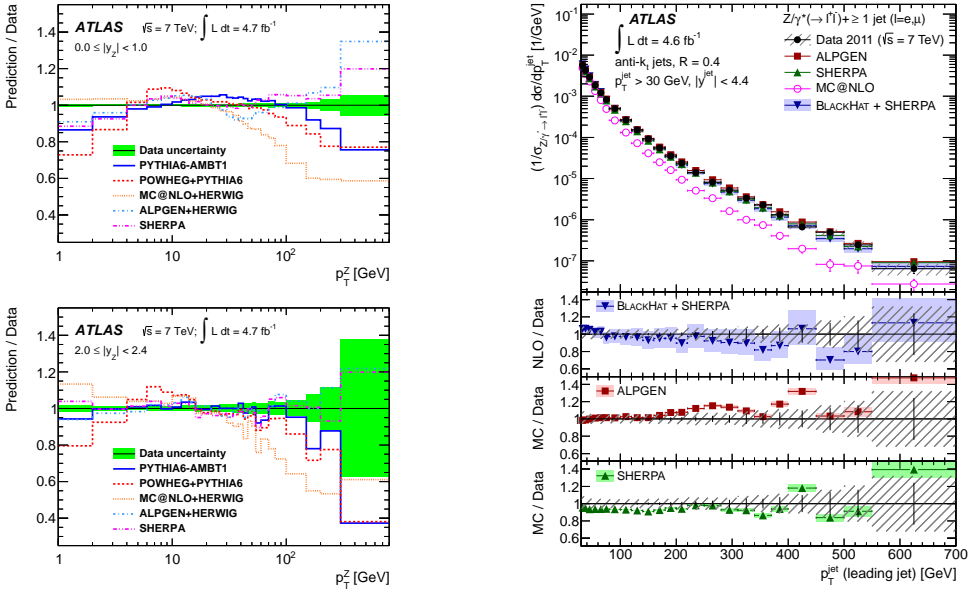 ATLAS √s = 7 TeV; ∫ L dt = 4.7 fb⁻¹
0.0 ≤ |y_Z| < 1.0
Prediction / Data
1.4
1.2
1
0.8
0.6
0.4
Data uncertainty
PYTHIA6-AMBT1
POWHEG+PYTHIA6
MC@NLO+HERWIG
ALPGEN+HERWIG
SHERPA
1 10 10²
p_T^Z [GeV]
ATLAS √s = 7 TeV; ∫ L dt = 4.7 fb⁻¹
2.0 ≤ |y_Z| < 2.4
Prediction / Data
1.4
1.2
1
0.8
0.6
0.4
Data uncertainty
PYTHIA6-AMBT1
POWHEG+PYTHIA6
MC@NLO+HERWIG
ALPGEN+HERWIG
SHERPA
1 10 10²
p_T^Z [GeV]
(1/σ_{Z/γ*→ l⁺l⁻}) dσ/dp_T^jet [1/GeV]
ATLAS
∫ L dt = 4.6 fb⁻¹
anti-k_t jets, R = 0.4
p_T^jet > 30 GeV, |y^jet| < 4.4
Z/γ*(→ l⁺l⁻)+ ≥ 1 jet (l=e,μ)
Data 2011 (√s = 7 TeV)
ALPGEN
SHERPA
MC@NLO
BLACKHAT + SHERPA
10⁻¹
10⁻²
10⁻³
10⁻⁴
10⁻⁵
10⁻⁶
10⁻⁷
NLO / Data
1.4
1.2
1
0.8
0.6
BLACKHAT + SHERPA
MC / Data
1.4
1.2
1
0.8
0.6
ALPGEN
MC / Data
1.4
1.2
1
0.8
0.6
SHERPA
100 200 300 400 500 600 700
p_T^jet (leading jet) [GeV]